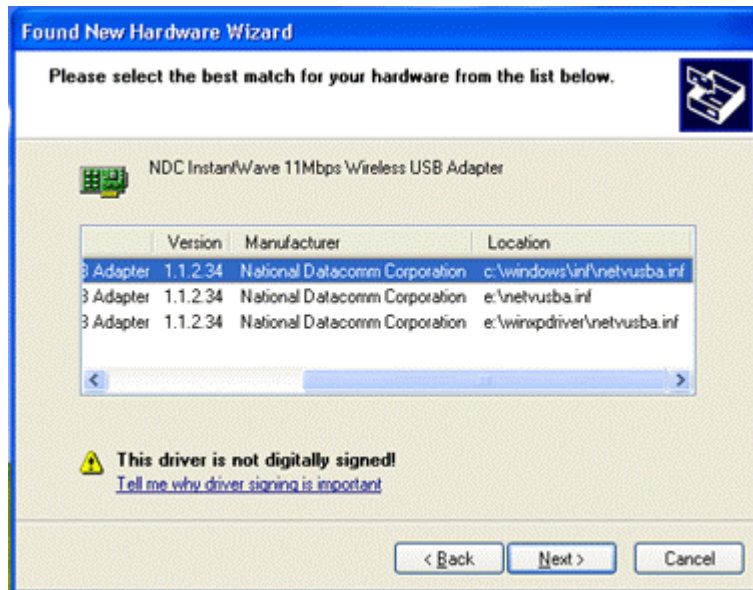 Found New Hardware Wizard
Please select the best match for your hardware from the list below.
NDC InstantWave 11Mbps Wireless USB Adapter
Version Manufacturer Location
3 Adapter 1.1.2.34 National Datacomm Corporation c:\windows\inf\netvusba.inf
3 Adapter 1.1.2.34 National Datacomm Corporation e:\netvusba.inf
3 Adapter 1.1.2.34 National Datacomm Corporation e:\winxpdriver\netvusba.inf
This driver is not digitally signed!
Tell me why driver signing is important
< Back Next > Cancel